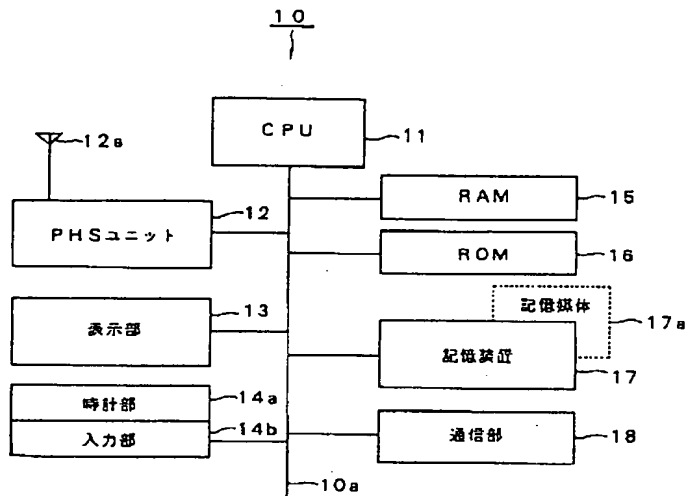 10
CPU
11
12a
RAM
15
12
PHSユニット
ROM
16
記憶媒体
17a
13
表示部
記憶装置
17
時計部
14a
入力部
14b
通信部
18
10a